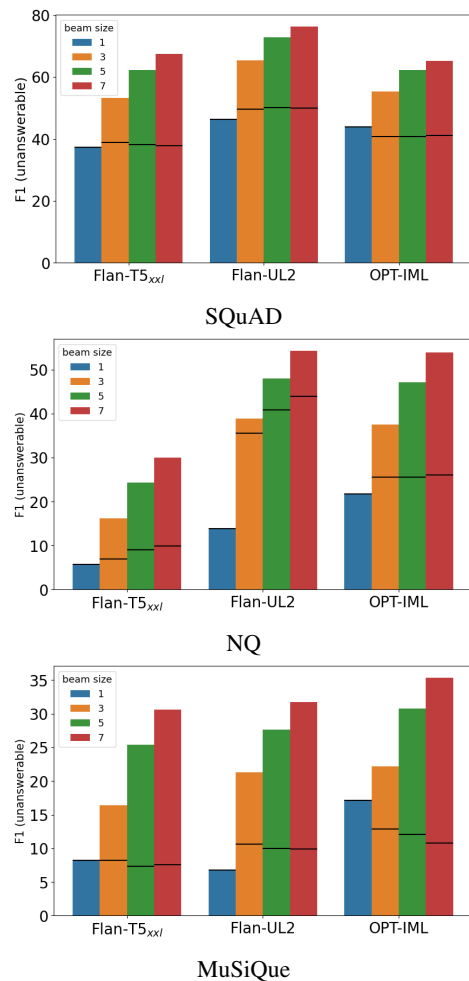 80
60
40
20
0
F1 (unanswerable)
beam size
1
3
5
7
Flan-T5xxl
Flan-UL2
OPT-IML
SQuAD
50
40
30
20
10
0
F1 (unanswerable)
beam size
1
3
5
7
Flan-T5xxl
Flan-UL2
OPT-IML
NQ
35
30
25
20
15
10
5
0
F1 (unanswerable)
beam size
1
3
5
7
Flan-T5xxl
Flan-UL2
OPT-IML
MuSiQue